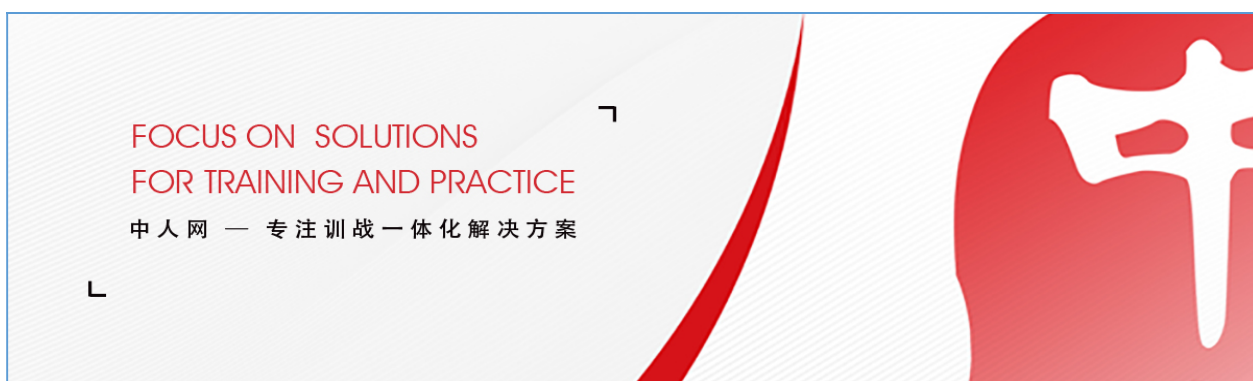 FOCUS ON SOLUTIONS
FOR TRAINING AND PRACTICE
中人网 — 专注训战一体化解决方案
中